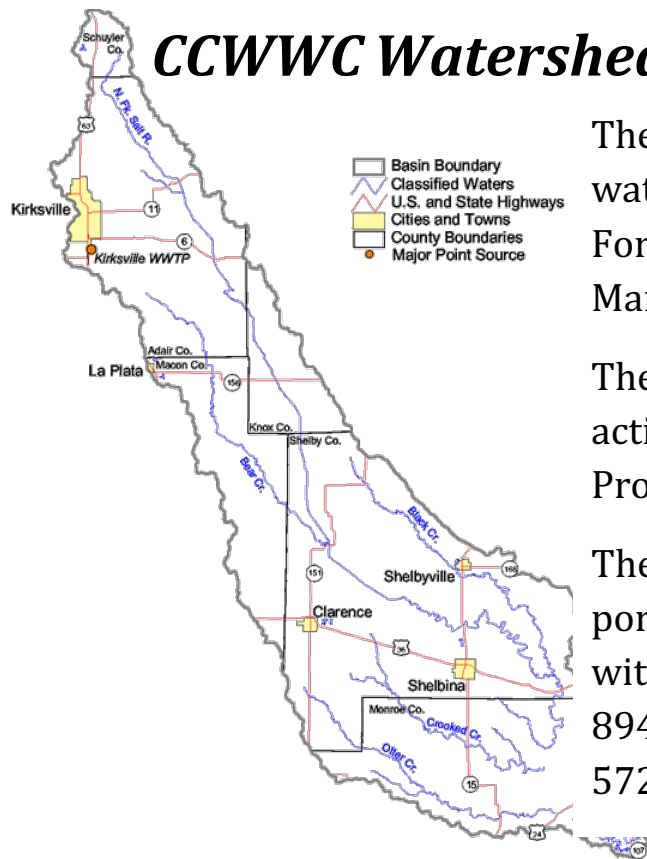 CCWWC Watershed
Schuyler
Co.
N. Fk. Salt R.
63
Kirksville
11
6
Kirksville WWTP
Basin Boundary
Classified Waters
U.S. and State Highways
Cities and Towns
County Boundaries
Major Point Source
The
wat
For
Mar
Adair Co.
Macon Co.
La Plata
156
Knox Co.
Shelby Co.
Bear Cr.
Black Cr.
The
acti
Pro
Shelbyville
168
151
Clarence
36
Shelbina
Monroe Co.
Crooked Cr.
Otter Cr.
15
24
107
The
por
wit
894
572